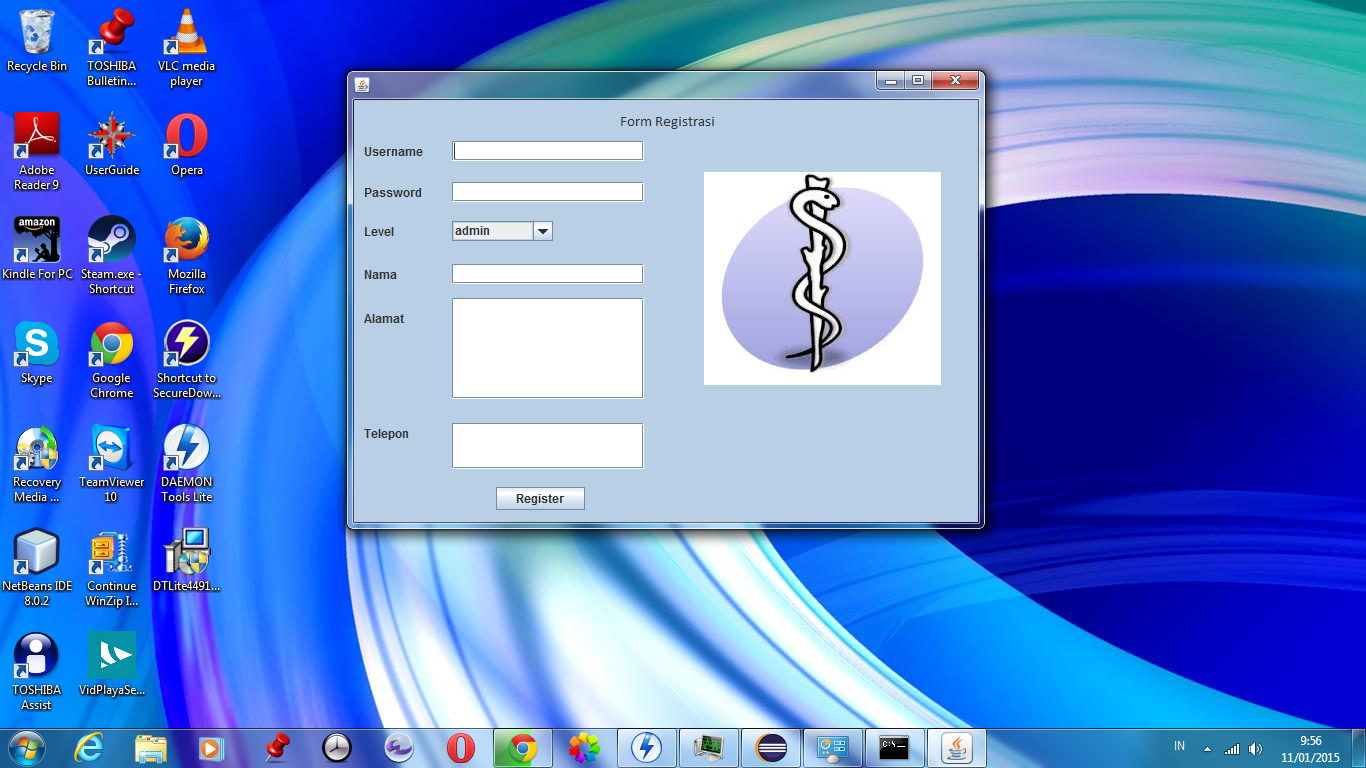 Recycle Bin
TOSHIBA
Bulletin...
VLC media
player
Adobe
Reader 9
UserGuide
Opera
amazon
Kindle For PC
Steam.exe -
Shortcut
Mozilla
Firefox
Skype
Google
Chrome
Shortcut to
SecureDow...
Recovery
Media ...
TeamViewer
10
DAEMON
Tools Lite
NetBeans IDE
8.0.2
Continue
WinZip I...
DTLite4491...
TOSHIBA
Assist
VidPlayaSe...
Form Registrasi
Username
Password
Level
admin
Nama
Alamat
Telepon
Register
C:\_
IN
9:56
11/01/2015